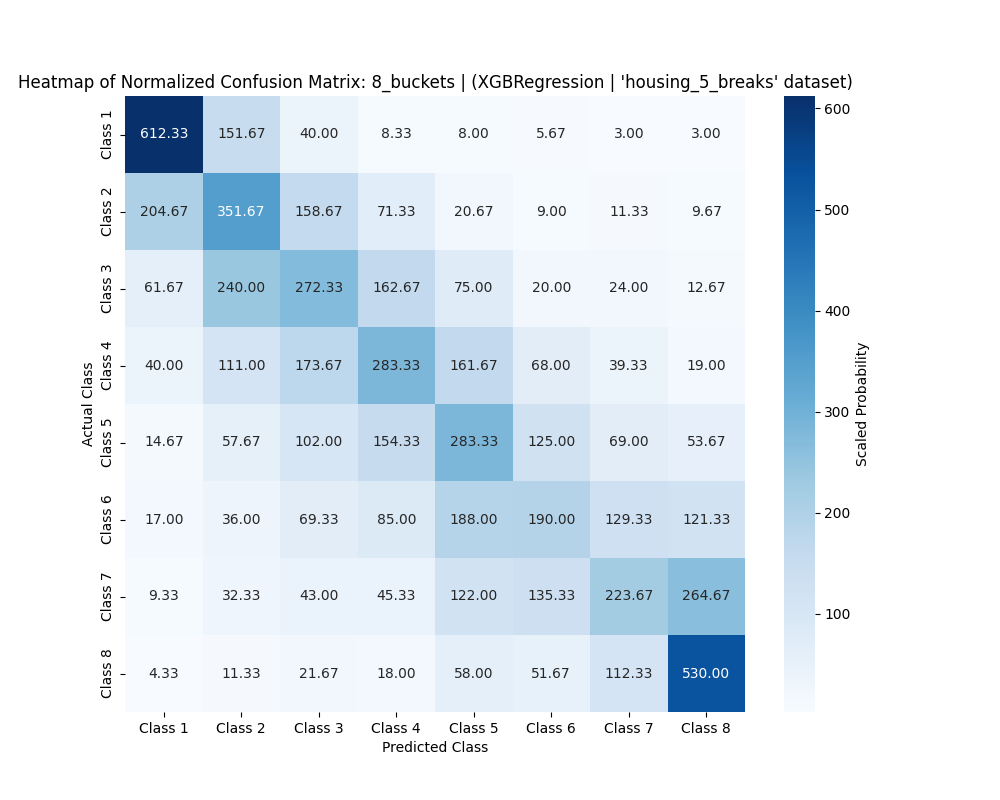 Heatmap of Normalized Confusion Matrix: 8_buckets | (XGBRegression | 'housing_5_breaks' dataset)
Class 1 612.33 151.67 40.00 8.33 8.00 5.67 3.00 3.00
Class 2 204.67 351.67 158.67 71.33 20.67 9.00 11.33 9.67
Class 3 61.67 240.00 272.33 162.67 75.00 20.00 24.00 12.67
Class 4 40.00 111.00 173.67 283.33 161.67 68.00 39.33 19.00
Class 5 14.67 57.67 102.00 154.33 283.33 125.00 69.00 53.67
Class 6 17.00 36.00 69.33 85.00 188.00 190.00 129.33 121.33
Class 7 9.33 32.33 43.00 45.33 122.00 135.33 223.67 264.67
Class 8 4.33 11.33 21.67 18.00 58.00 51.67 112.33 530.00
Class 1 Class 2 Class 3 Class 4 Class 5 Class 6 Class 7 Class 8
Predicted Class
Actual Class
600
500
400
300
200
100
Scaled Probability